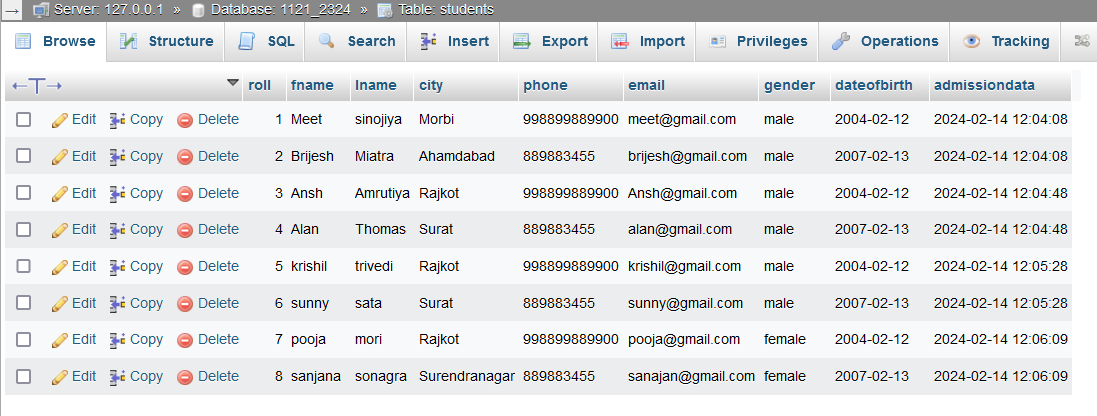 Server: 127.0.0.1 » Database: 1121_2324 » Table: students
Browse Structure SQL Search Insert Export Import Privileges Operations Tracking
roll fname lname city phone email gender dateofbirth admissiondata
Edit Copy Delete 1 Meet sinojiya Morbi 998899889900 meet@gmail.com male 2004-02-12 2024-02-14 12:04:08
Edit Copy Delete 2 Brijesh Miatra Ahamdabad 889883455 brijesh@gmail.com male 2007-02-13 2024-02-14 12:04:08
Edit Copy Delete 3 Ansh Amrutiya Rajkot 998899889900 Ansh@gmail.com male 2004-02-12 2024-02-14 12:04:48
Edit Copy Delete 4 Alan Thomas Surat 889883455 alan@gmail.com male 2007-02-13 2024-02-14 12:04:48
Edit Copy Delete 5 krishil trivedi Rajkot 998899889900 krishil@gmail.com male 2004-02-12 2024-02-14 12:05:28
Edit Copy Delete 6 sunny sata Surat 889883455 sunny@gmail.com male 2007-02-13 2024-02-14 12:05:28
Edit Copy Delete 7 pooja mori Rajkot 998899889900 pooja@gmail.com female 2004-02-12 2024-02-14 12:06:09
Edit Copy Delete 8 sanjana sonagra Surendranagar 889883455 sanajan@gmail.com female 2007-02-13 2024-02-14 12:06:09